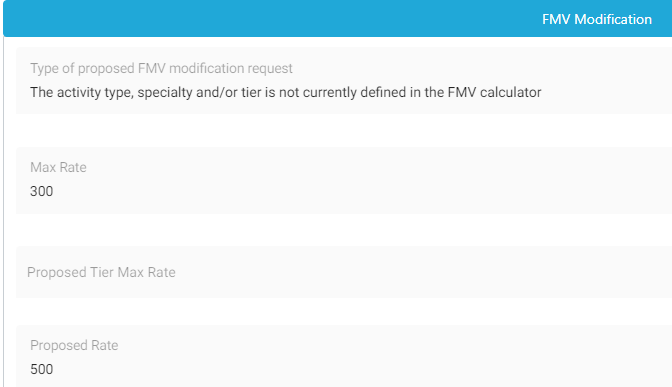 FMV Modification
Type of proposed FMV modification request
The activity type, specialty and/or tier is not currently defined in the FMV calculator
Max Rate
300
Proposed Tier Max Rate
Proposed Rate
500